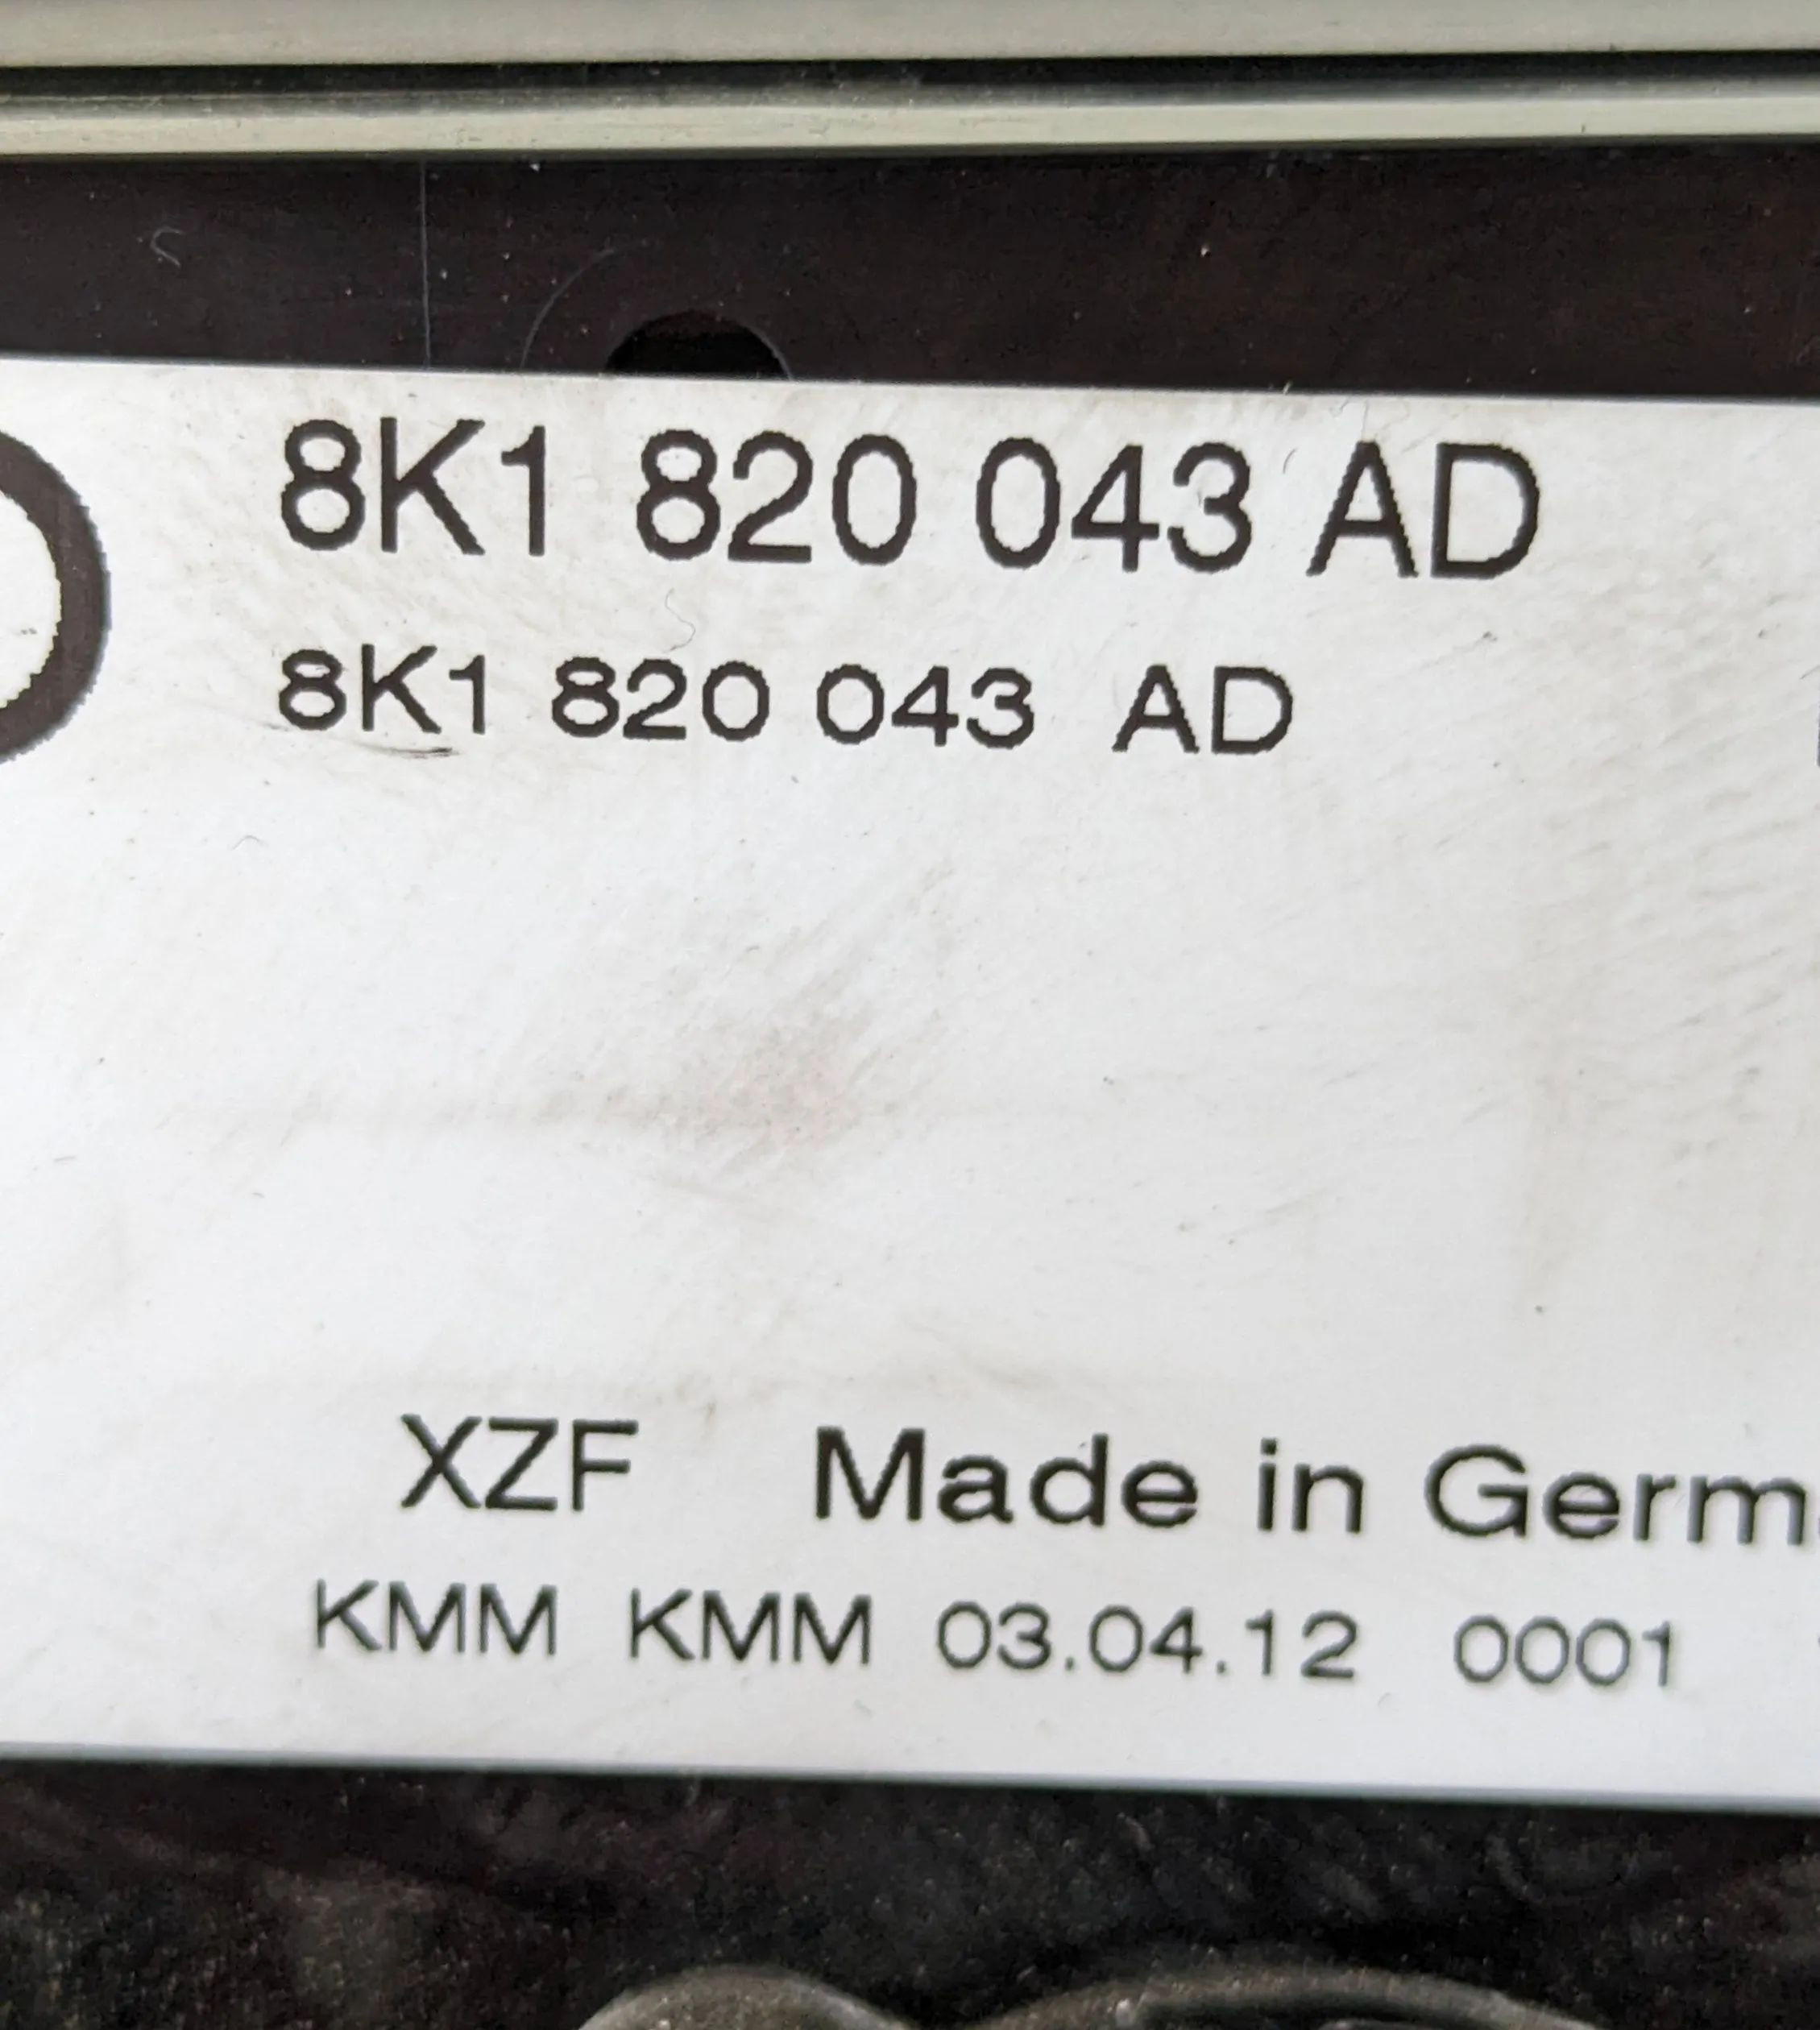 8K1 820 043 AD
8K1 820 043 AD
XZF Made in Germ
KMM KMM 03.04.12 0001